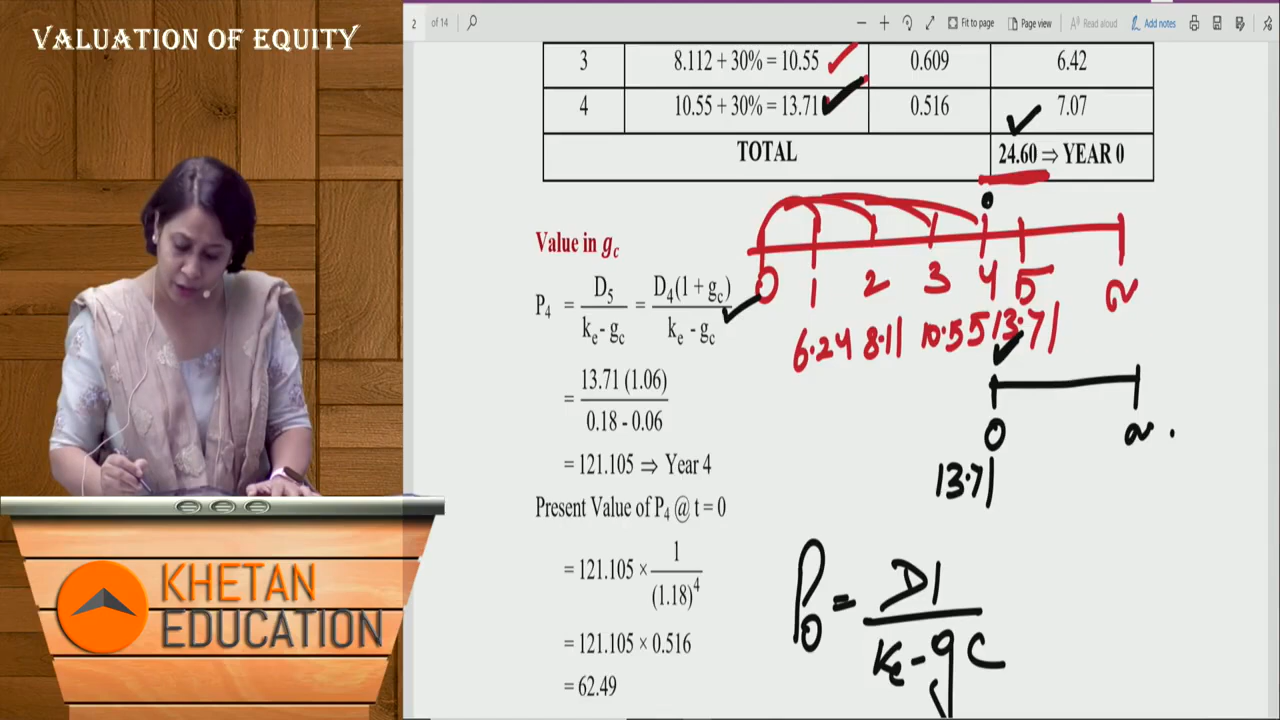 VALUATION OF EQUITY
2 of 14
Fit to page
Page view
Read aloud
Add notes
3 8.112 + 30% = 10.55 0.609 6.42
4 10.55 + 30% = 13.71 0.516 7.07
TOTAL 24.60 ⇒ YEAR 0
Value in gc
P4 = D5 / ke - gc = D4(1 + gc) / ke - gc
= 13.71 (1.06) / 0.18 - 0.06
= 121.105 ⇒ Year 4
Present Value of P4 @ t = 0
= 121.105 × 1 / (1.18)^4
= 121.105 × 0.516
= 62.49
0 1 2 3 4 5 ∞
6.24 8.11 10.55 13.71
0 ∞
13.71
P0 = D1 / Ke - gc
KHETAN
EDUCATION